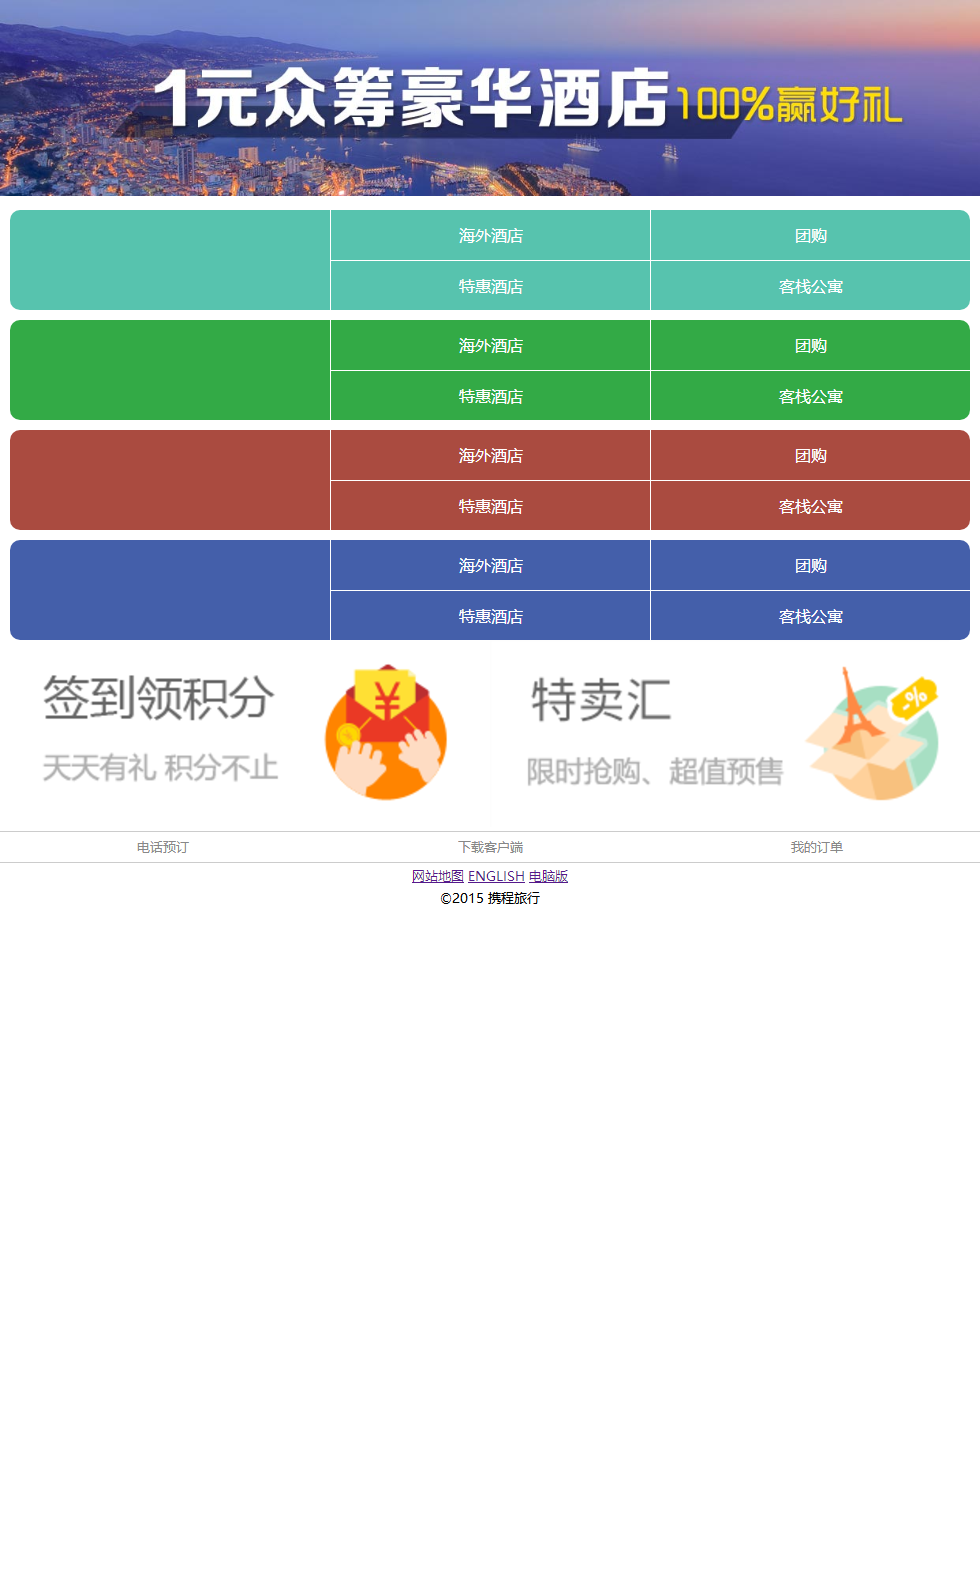 1元众筹豪华酒店 100%赢好礼
海外酒店 团购
特惠酒店 客栈公寓
海外酒店 团购
特惠酒店 客栈公寓
海外酒店 团购
特惠酒店 客栈公寓
海外酒店 团购
特惠酒店 客栈公寓
签到领积分
天天有礼 积分不止
¥
特卖汇
限时抢购、超值预售
-%
电话预订 下载客户端 我的订单
网站地图 ENGLISH 电脑版
©2015 携程旅行